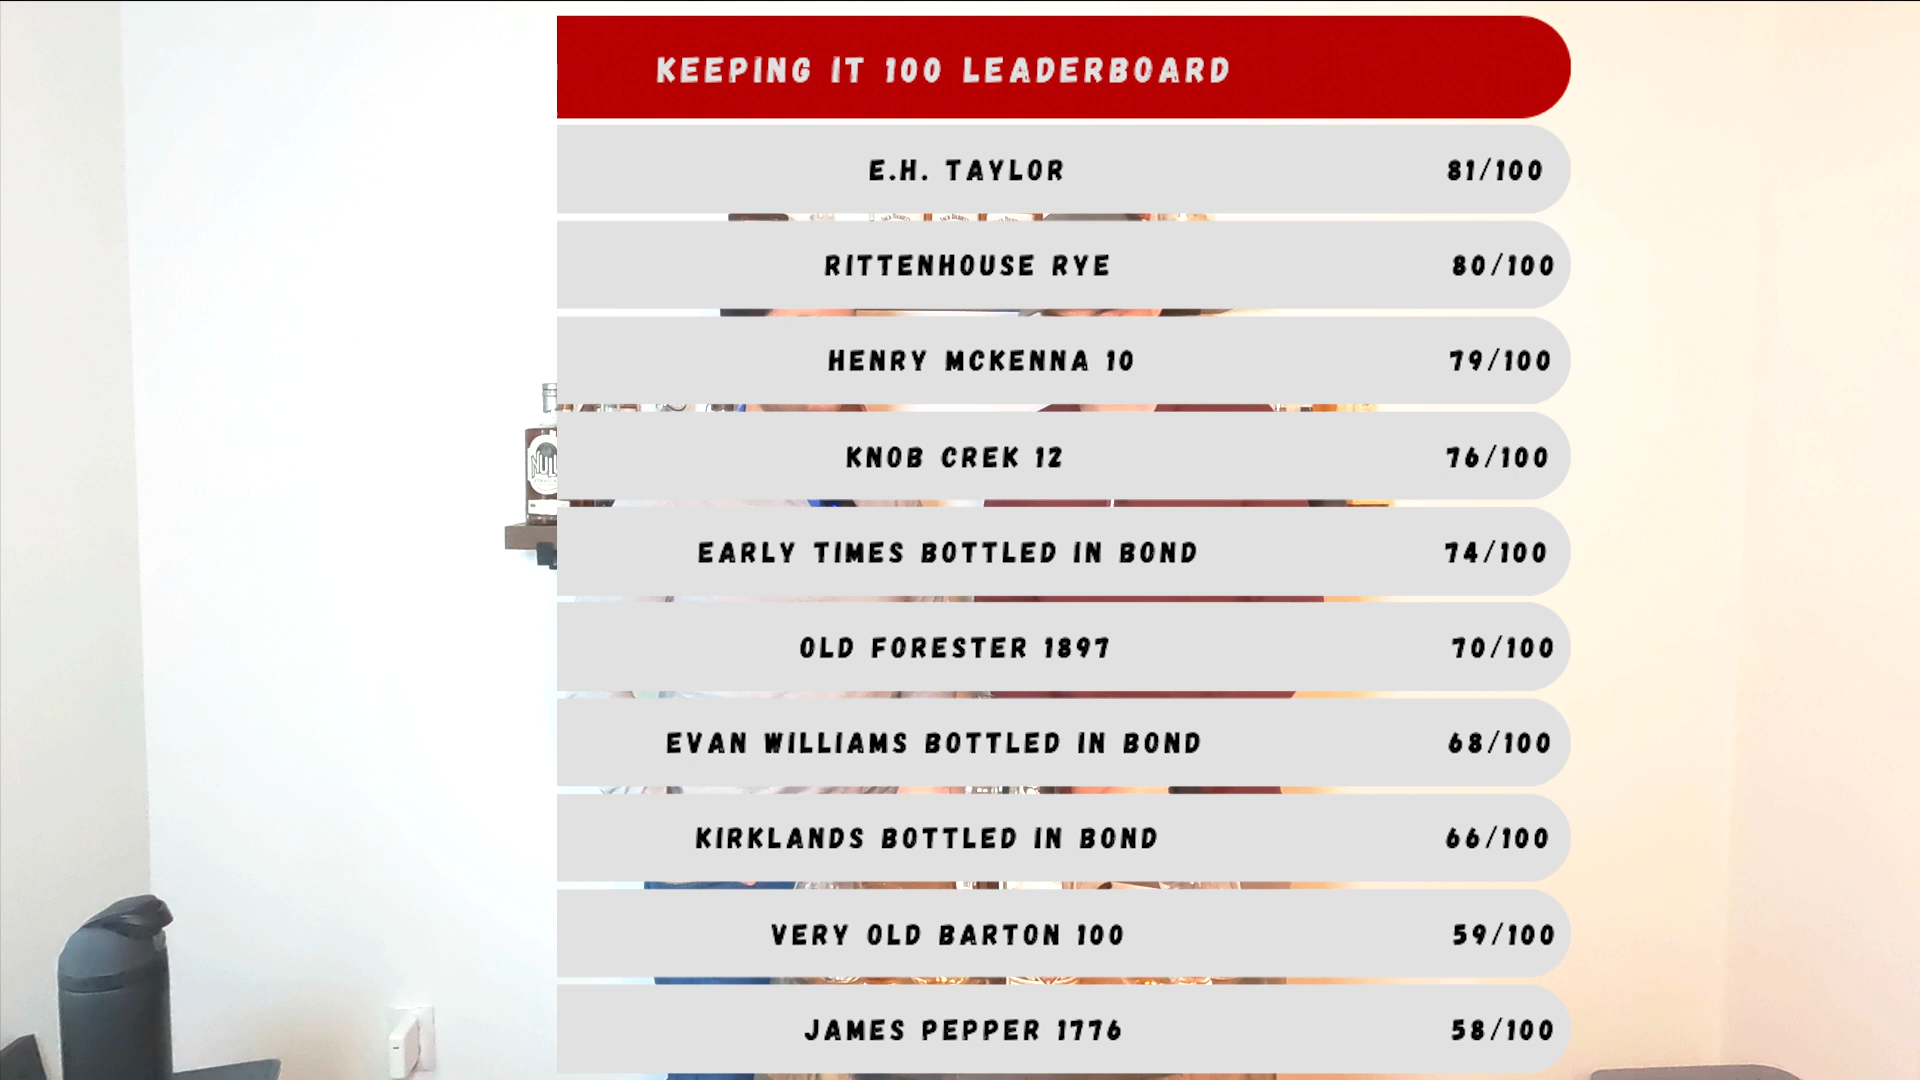 KEEPING IT 100 LEADERBOARD
E.H. TAYLOR 81/100
RITTENHOUSE RYE 80/100
HENRY MCKENNA 10 79/100
KNOB CREK 12 76/100
EARLY TIMES BOTTLED IN BOND 74/100
OLD FORESTER 1897 70/100
EVAN WILLIAMS BOTTLED IN BOND 68/100
KIRKLANDS BOTTLED IN BOND 66/100
VERY OLD BARTON 100 59/100
JAMES PEPPER 1776 58/100